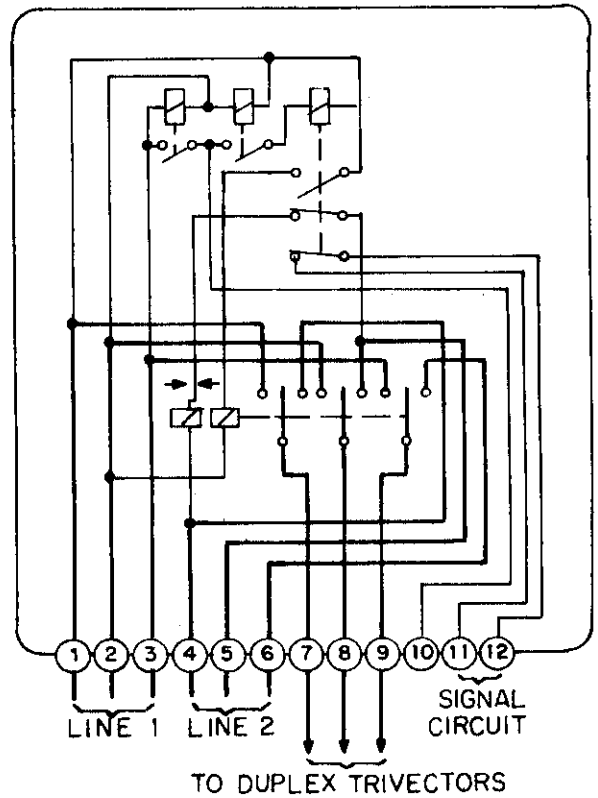 1 2 3 4 5 6 7 8 9 10 11 12
LINE 1 LINE 2 SIGNAL
CIRCUIT
TO DUPLEX TRIVECTORS